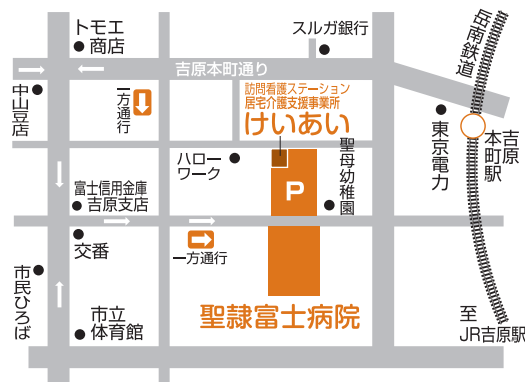 トモエ
商店
スルガ銀行
岳南鉄道
吉原本町通り
中山豆店
一方通行
訪問看護ステーション
居宅介護支援事業所
けいあい
東京電力
吉原
本町駅
ハロー
ワーク
聖母幼稚園
富士信用金庫
吉原支店
P
交番
一方通行
市民ひろば
市立
体育館
聖隷富士病院
至
JR吉原駅